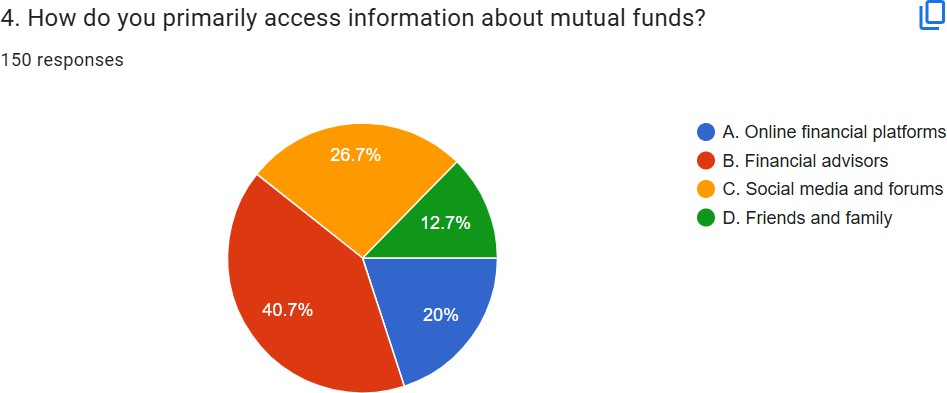 4. How do you primarily access information about mutual funds?
150 responses
26.7%
12.7%
40.7%
20%
A. Online financial platforms
B. Financial advisors
C. Social media and forums
D. Friends and family